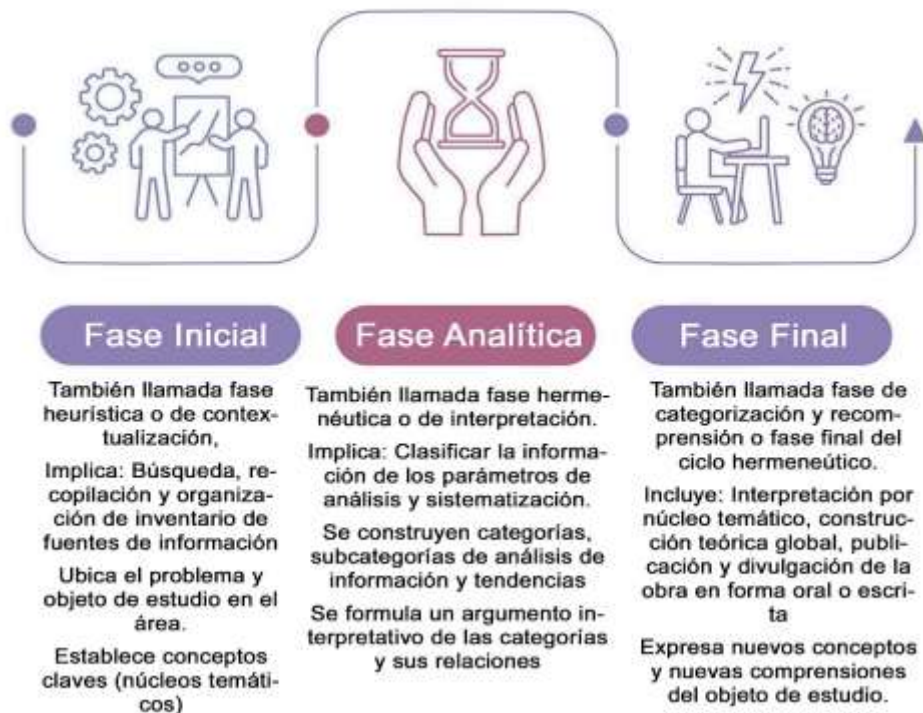 Fase Inicial
También llamada fase
heurística o de contex-
tualización,
Implica: Búsqueda, re-
copilación y organiza-
ción de inventario de
fuentes de información
Ubica el problema y
objeto de estudio en el
área.
Establece conceptos
claves (núcleos temáti-
cos)
Fase Analítica
También llamada fase herme-
néutica o de interpretación.
Implica: Clasificar la informa-
ción de los parámetros de
análisis y sistematización.
Se construyen categorías,
subcategorías de análisis de
información y tendencias
Se formula un argumento in-
terpretativo de las categorías
y sus relaciones
Fase Final
También llamada fase de
categorización y recom-
prensión o fase final del
ciclo hermeneútico.
Incluye: Interpretación por
núcleo temático, construc-
ción teórica global, publi-
cación y divulgación de la
obra en forma oral o escri-
ta
Expresa nuevos conceptos
y nuevas comprensiones
del objeto de estudio.